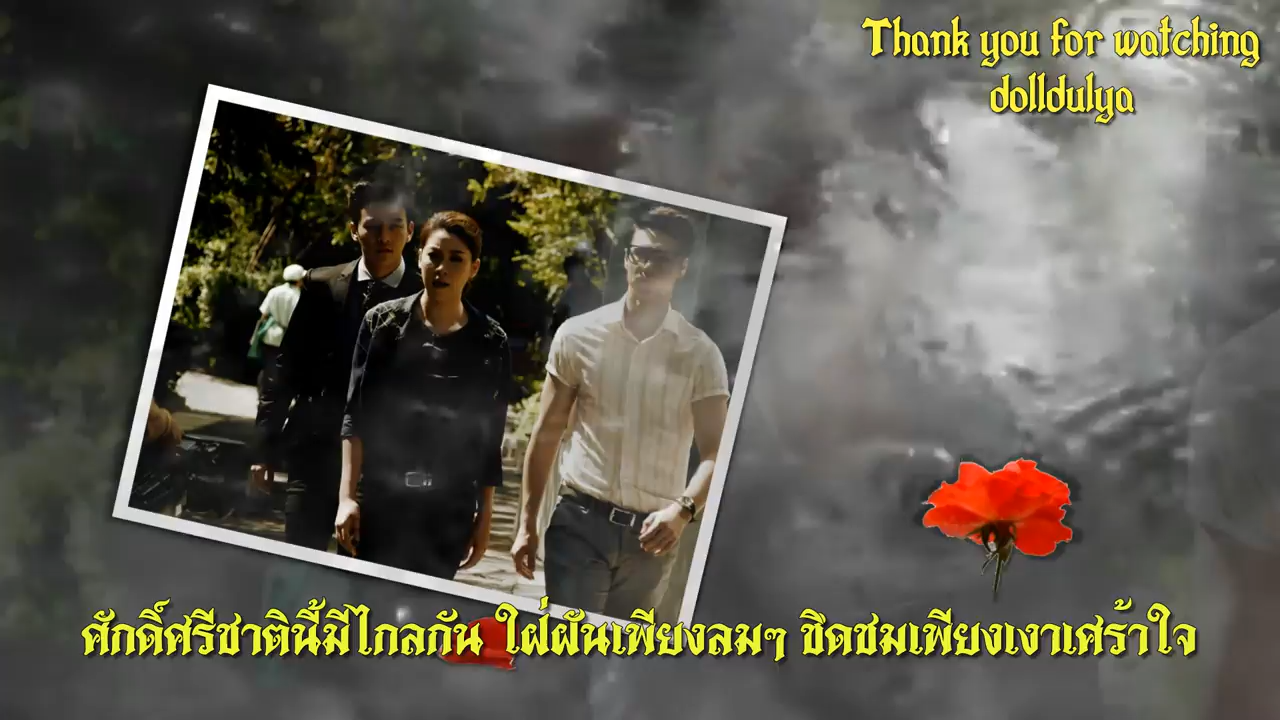 Thank you for watching
dolldulya
ศักดิ์ศรีชาตินี้มีไกลกัน ใฝ่ฝันเพียงลมๆ ชิดชมเพียงเงาเศร้าใจ